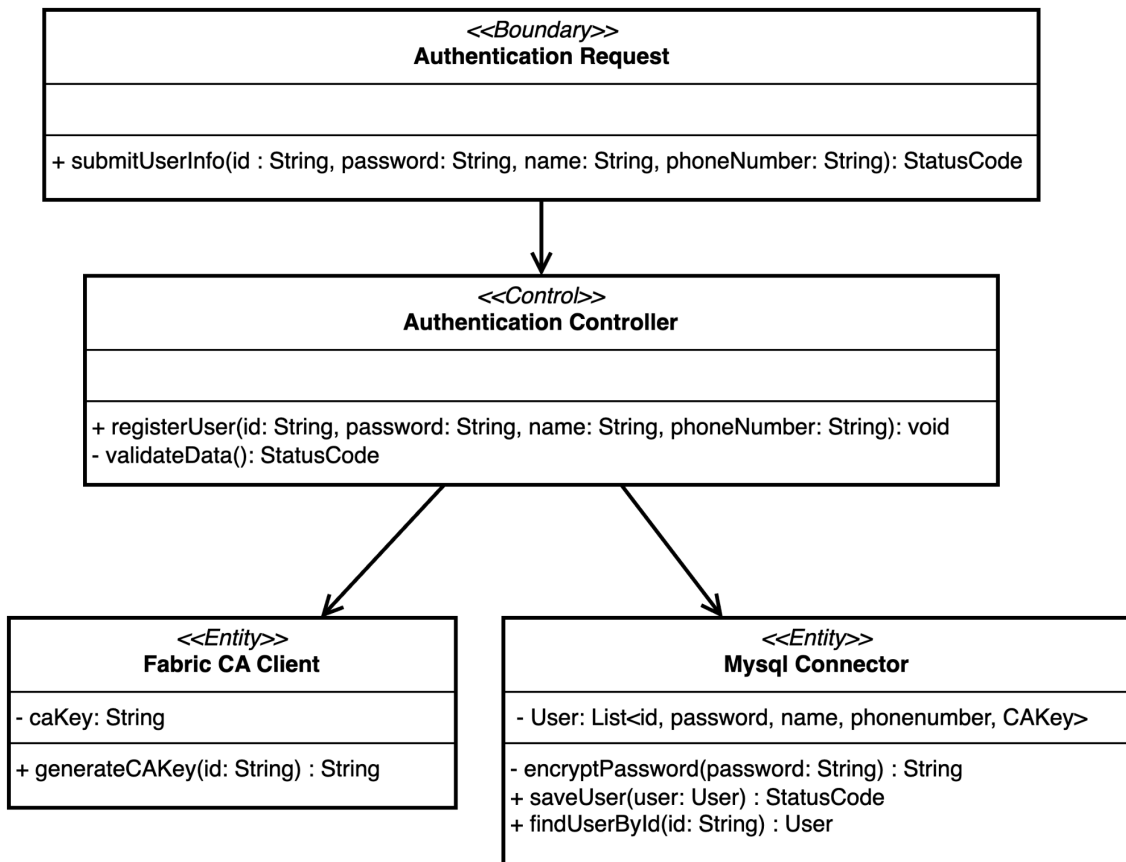 <<Boundary>>
Authentication Request
+ submitUserInfo(id : String, password: String, name: String, phoneNumber: String): StatusCode
<<Control>>
Authentication Controller
+ registerUser(id: String, password: String, name: String, phoneNumber: String): void
- validateData(): StatusCode
<<Entity>>
Fabric CA Client
- caKey: String
+ generateCAKey(id: String) : String
<<Entity>>
Mysql Connector
- User: List<id, password, name, phonenumber, CAKey>
- encryptPassword(password: String) : String
+ saveUser(user: User) : StatusCode
+ findUserById(id: String) : User